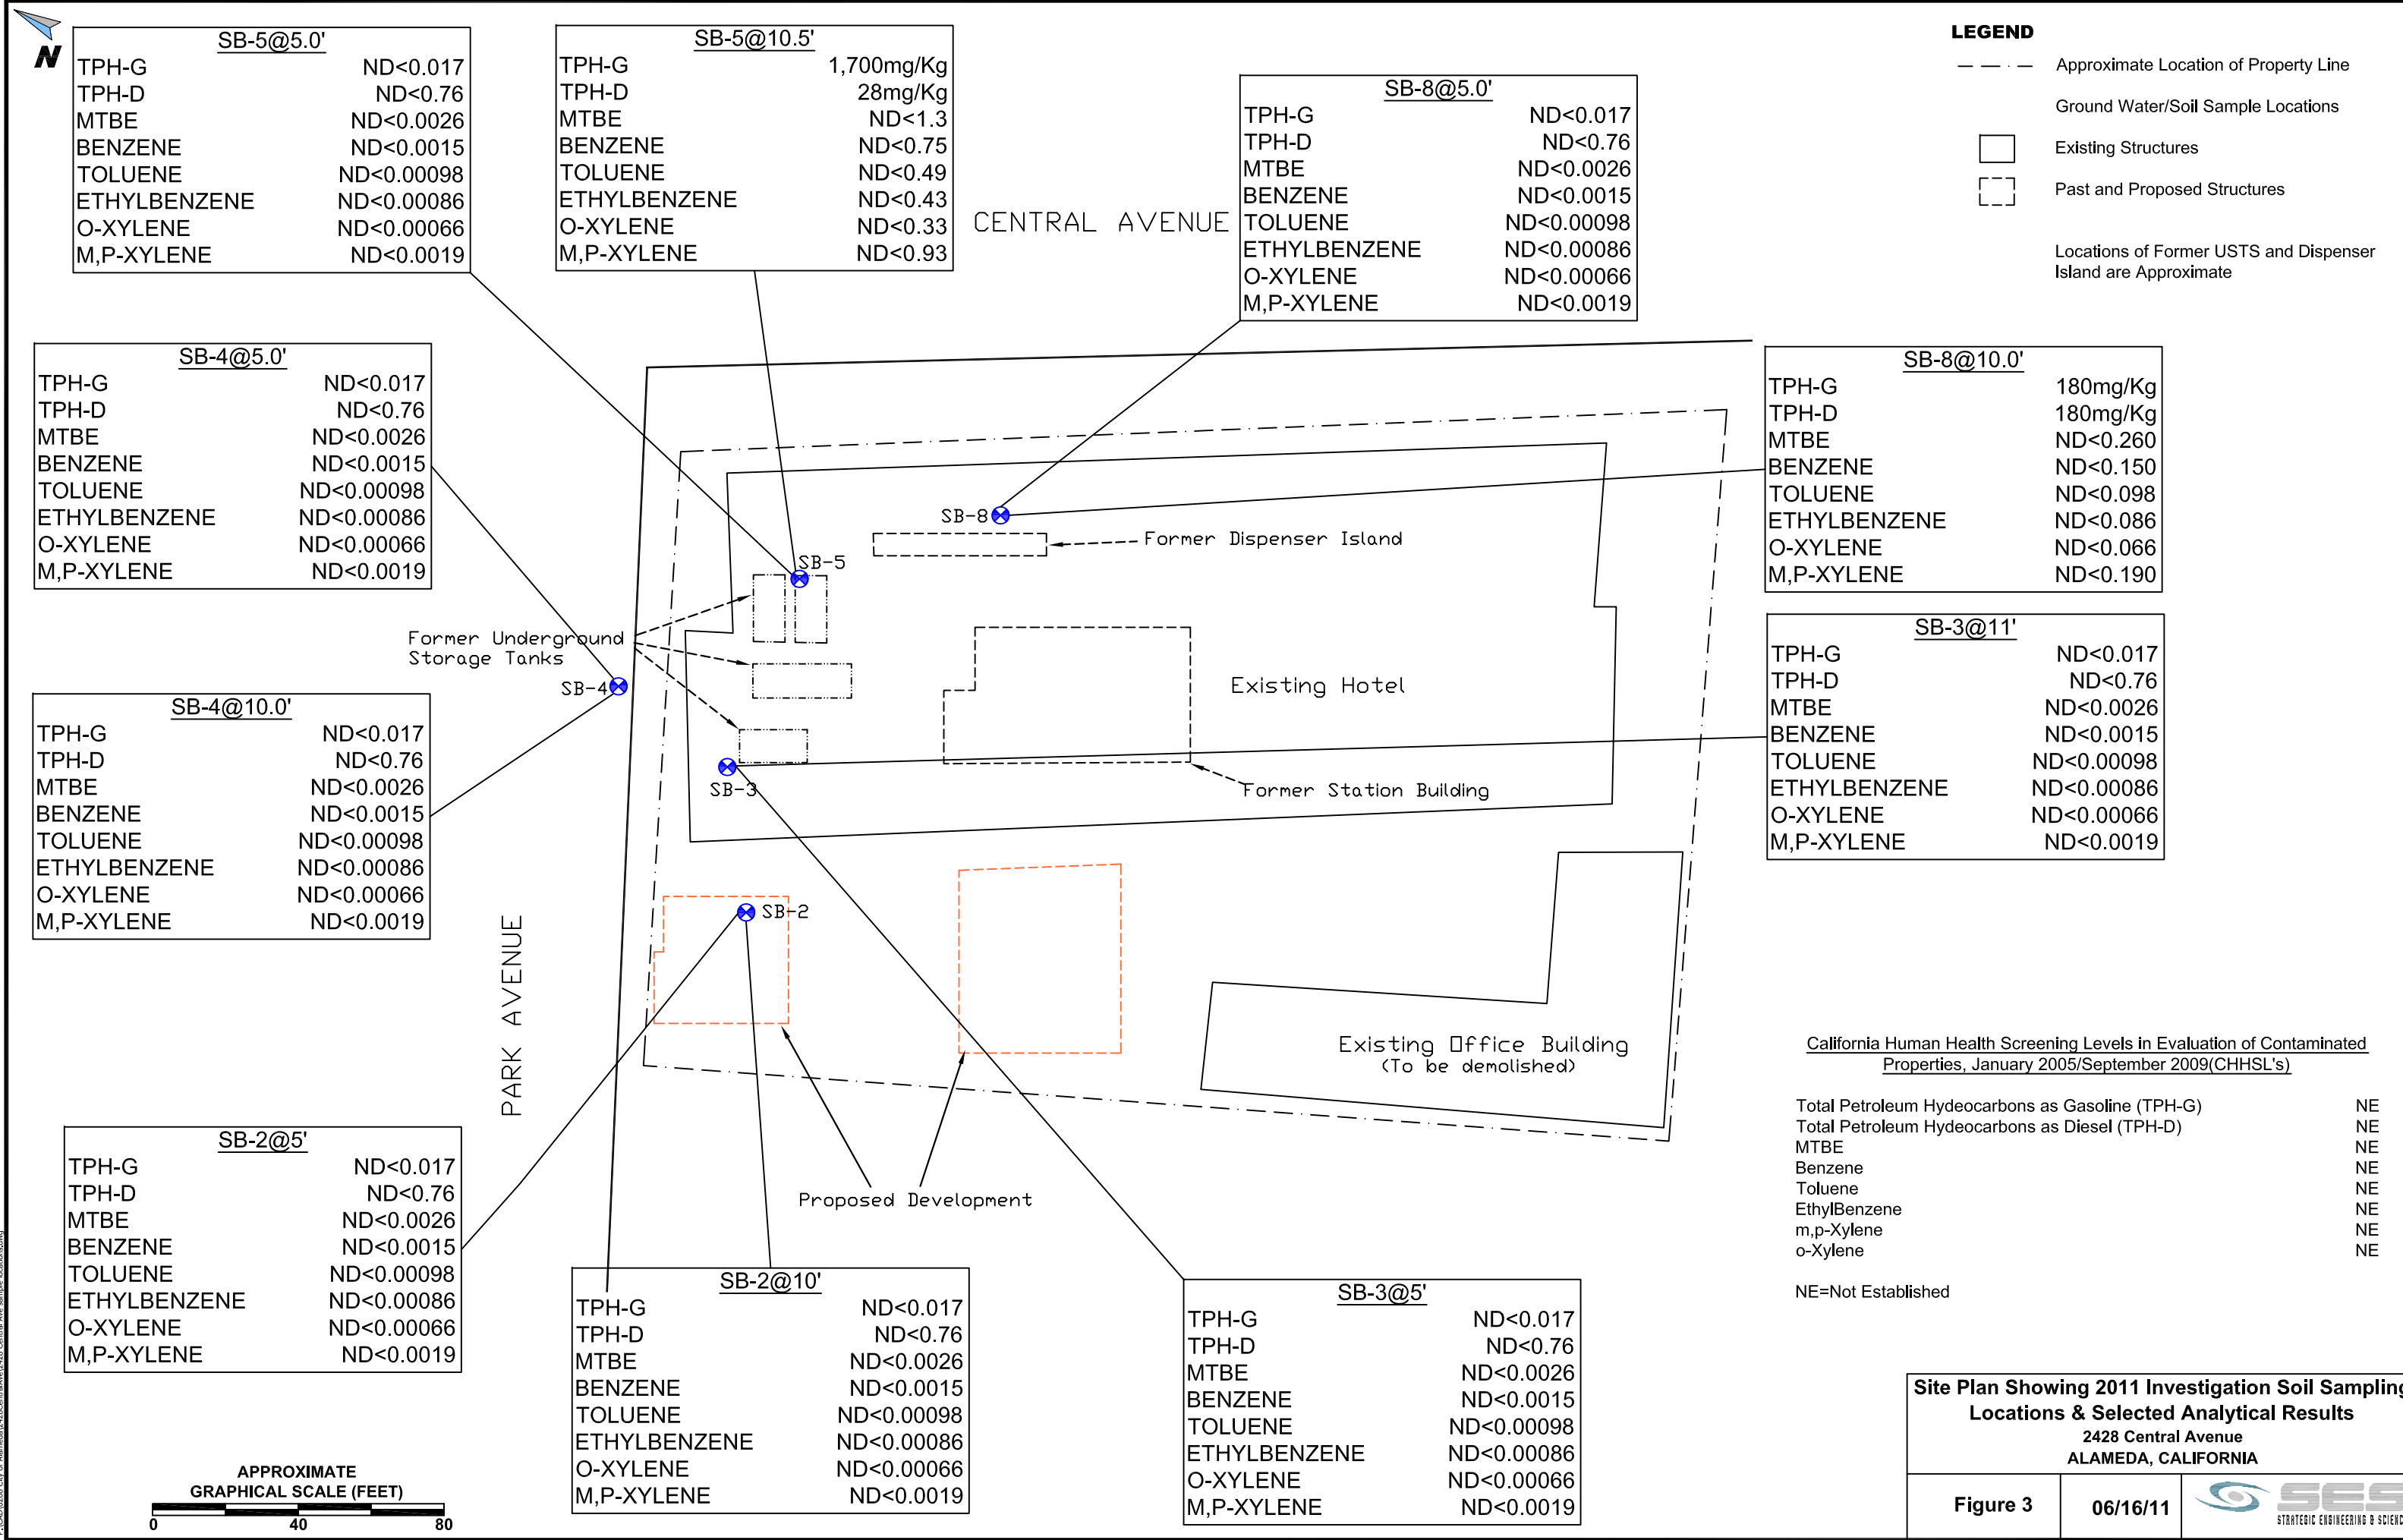 N
SB-5@5.0'
TPH-G ND<0.017
TPH-D ND<0.76
MTBE ND<0.0026
BENZENE ND<0.0015
TOLUENE ND<0.00098
ETHYLBENZENE ND<0.00086
O-XYLENE ND<0.00066
M,P-XYLENE ND<0.0019
SB-5@10.5'
TPH-G 1,700mg/Kg
TPH-D 28mg/Kg
MTBE ND<1.3
BENZENE ND<0.75
TOLUENE ND<0.49
ETHYLBENZENE ND<0.43
O-XYLENE ND<0.33
M,P-XYLENE ND<0.93
CENTRAL AVENUE
SB-8@5.0'
TPH-G ND<0.017
TPH-D ND<0.76
MTBE ND<0.0026
BENZENE ND<0.0015
TOLUENE ND<0.00098
ETHYLBENZENE ND<0.00086
O-XYLENE ND<0.00066
M,P-XYLENE ND<0.0019
LEGEND
Approximate Location of Property Line
Ground Water/Soil Sample Locations
Existing Structures
Past and Proposed Structures
Locations of Former USTS and Dispenser
Island are Approximate
SB-4@5.0'
TPH-G ND<0.017
TPH-D ND<0.76
MTBE ND<0.0026
BENZENE ND<0.0015
TOLUENE ND<0.00098
ETHYLBENZENE ND<0.00086
O-XYLENE ND<0.00066
M,P-XYLENE ND<0.0019
SB-8@10.0'
TPH-G 180mg/Kg
TPH-D 180mg/Kg
MTBE ND<0.260
BENZENE ND<0.150
TOLUENE ND<0.098
ETHYLBENZENE ND<0.086
O-XYLENE ND<0.066
M,P-XYLENE ND<0.190
SB-8
Former Dispenser Island
SB-5
Former Underground
Storage Tanks
SB-4
Existing Hotel
SB-3
Former Station Building
SB-4@10.0'
TPH-G ND<0.017
TPH-D ND<0.76
MTBE ND<0.0026
BENZENE ND<0.0015
TOLUENE ND<0.00098
ETHYLBENZENE ND<0.00086
O-XYLENE ND<0.00066
M,P-XYLENE ND<0.0019
SB-3@11'
TPH-G ND<0.017
TPH-D ND<0.76
MTBE ND<0.0026
BENZENE ND<0.0015
TOLUENE ND<0.00098
ETHYLBENZENE ND<0.00086
O-XYLENE ND<0.00066
M,P-XYLENE ND<0.0019
SB-2
PARK AVENUE
Existing Office Building
(To be demolished)
Proposed Development
California Human Health Screening Levels in Evaluation of Contaminated
Properties, January 2005/September 2009(CHHSL's)
Total Petroleum Hydeocarbons as Gasoline (TPH-G) NE
Total Petroleum Hydeocarbons as Diesel (TPH-D) NE
MTBE NE
Benzene NE
Toluene NE
EthylBenzene NE
m,p-Xylene NE
o-Xylene NE
NE=Not Established
SB-2@5'
TPH-G ND<0.017
TPH-D ND<0.76
MTBE ND<0.0026
BENZENE ND<0.0015
TOLUENE ND<0.00098
ETHYLBENZENE ND<0.00086
O-XYLENE ND<0.00066
M,P-XYLENE ND<0.0019
SB-2@10'
TPH-G ND<0.017
TPH-D ND<0.76
MTBE ND<0.0026
BENZENE ND<0.0015
TOLUENE ND<0.00098
ETHYLBENZENE ND<0.00086
O-XYLENE ND<0.00066
M,P-XYLENE ND<0.0019
SB-3@5'
TPH-G ND<0.017
TPH-D ND<0.76
MTBE ND<0.0026
BENZENE ND<0.0015
TOLUENE ND<0.00098
ETHYLBENZENE ND<0.00086
O-XYLENE ND<0.00066
M,P-XYLENE ND<0.0019
APPROXIMATE
GRAPHICAL SCALE (FEET)
0 40 80
Site Plan Showing 2011 Investigation Soil Sampling
Locations & Selected Analytical Results
2428 Central Avenue
ALAMEDA, CALIFORNIA
Figure 3
06/16/11
SES
STRATEGIC ENGINEERING & SCIENC